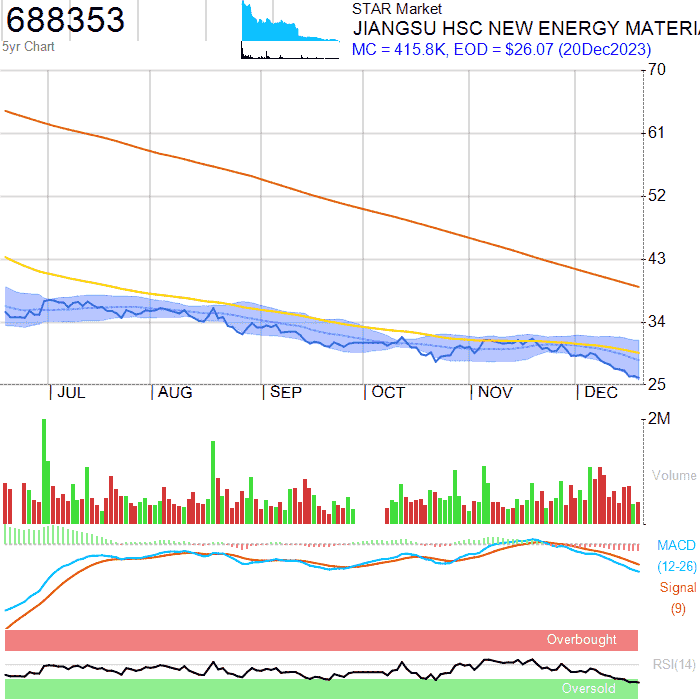 688353
5yr Chart
STAR Market
JIANGSU HSC NEW ENERGY MATERI
MC = 415.8K, EOD = $26.07 (20Dec2023)
70
61
52
43
34
25
|JUL |AUG |SEP |OCT |NOV |DEC
2M
Volume
MACD
(12-26)
Signal
(9)
Overbought
RSI(14)
Oversold